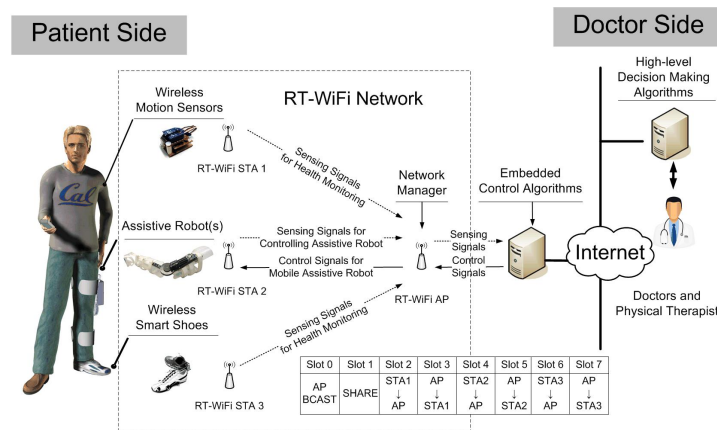 Patient Side
Doctor Side
Wireless
Motion Sensors
RT-WiFi Network
High-level
Decision Making
Algorithms
RT-WiFi STA 1
Sensing Signals
for Health Monitoring
Network
Manager
Embedded
Control Algorithms
Cal
Assistive Robot(s)
Sensing Signals for
Controlling Assistive Robot
Control Signals for
Mobile Assistive Robot
RT-WiFi STA 2
Sensing
Signals
Control
Signals
Internet
RT-WiFi AP
Doctors and
Physical Therapist
Wireless
Smart Shoes
Sensing Signals
for Health Monitoring
RT-WiFi STA 3
Slot 0 Slot 1 Slot 2 Slot 3 Slot 4 Slot 5 Slot 6 Slot 7
AP BCAST SHARE STA1 ↓ AP AP ↓ STA1 STA2 ↓ AP AP ↓ STA2 STA3 ↓ AP AP ↓ STA3